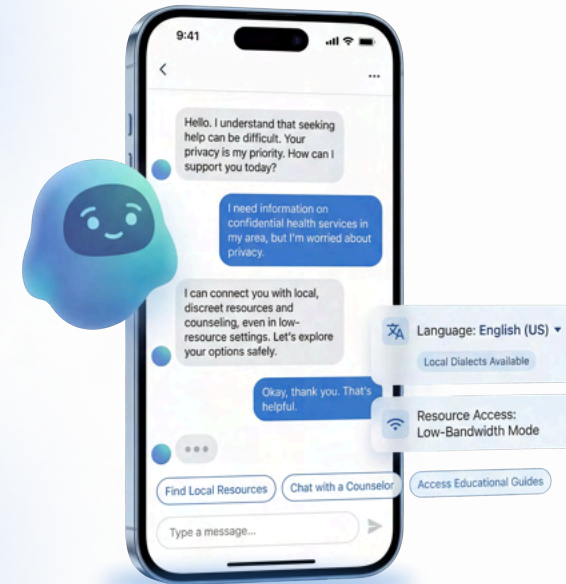 9:41
Hello. I understand that seeking
help can be difficult. Your
privacy is my priority. How can I
support you today?
I need information on
confidential health services in
my area, but I'm worried about
privacy.
I can connect you with local,
discreet resources and
counseling, even in low-
resource settings. Let's explore
your options safely.
Language: English (US)
Local Dialects Available
Okay, thank you. That's
helpful.
Resource Access:
Low-Bandwidth Mode
Find Local Resources
Chat with a Counselor
Access Educational Guides
Type a message...